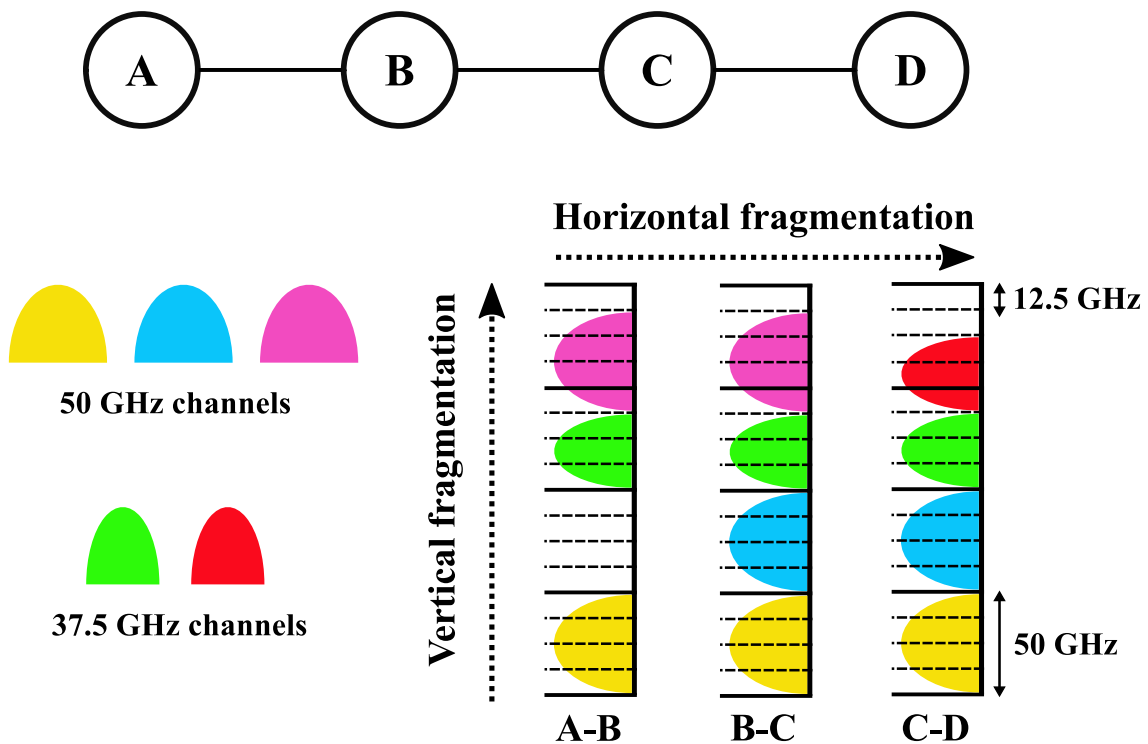 A
B
C
D
Horizontal fragmentation
12.5 GHz
50 GHz channels
Vertical fragmentation
37.5 GHz channels
50 GHz
A-B
B-C
C-D